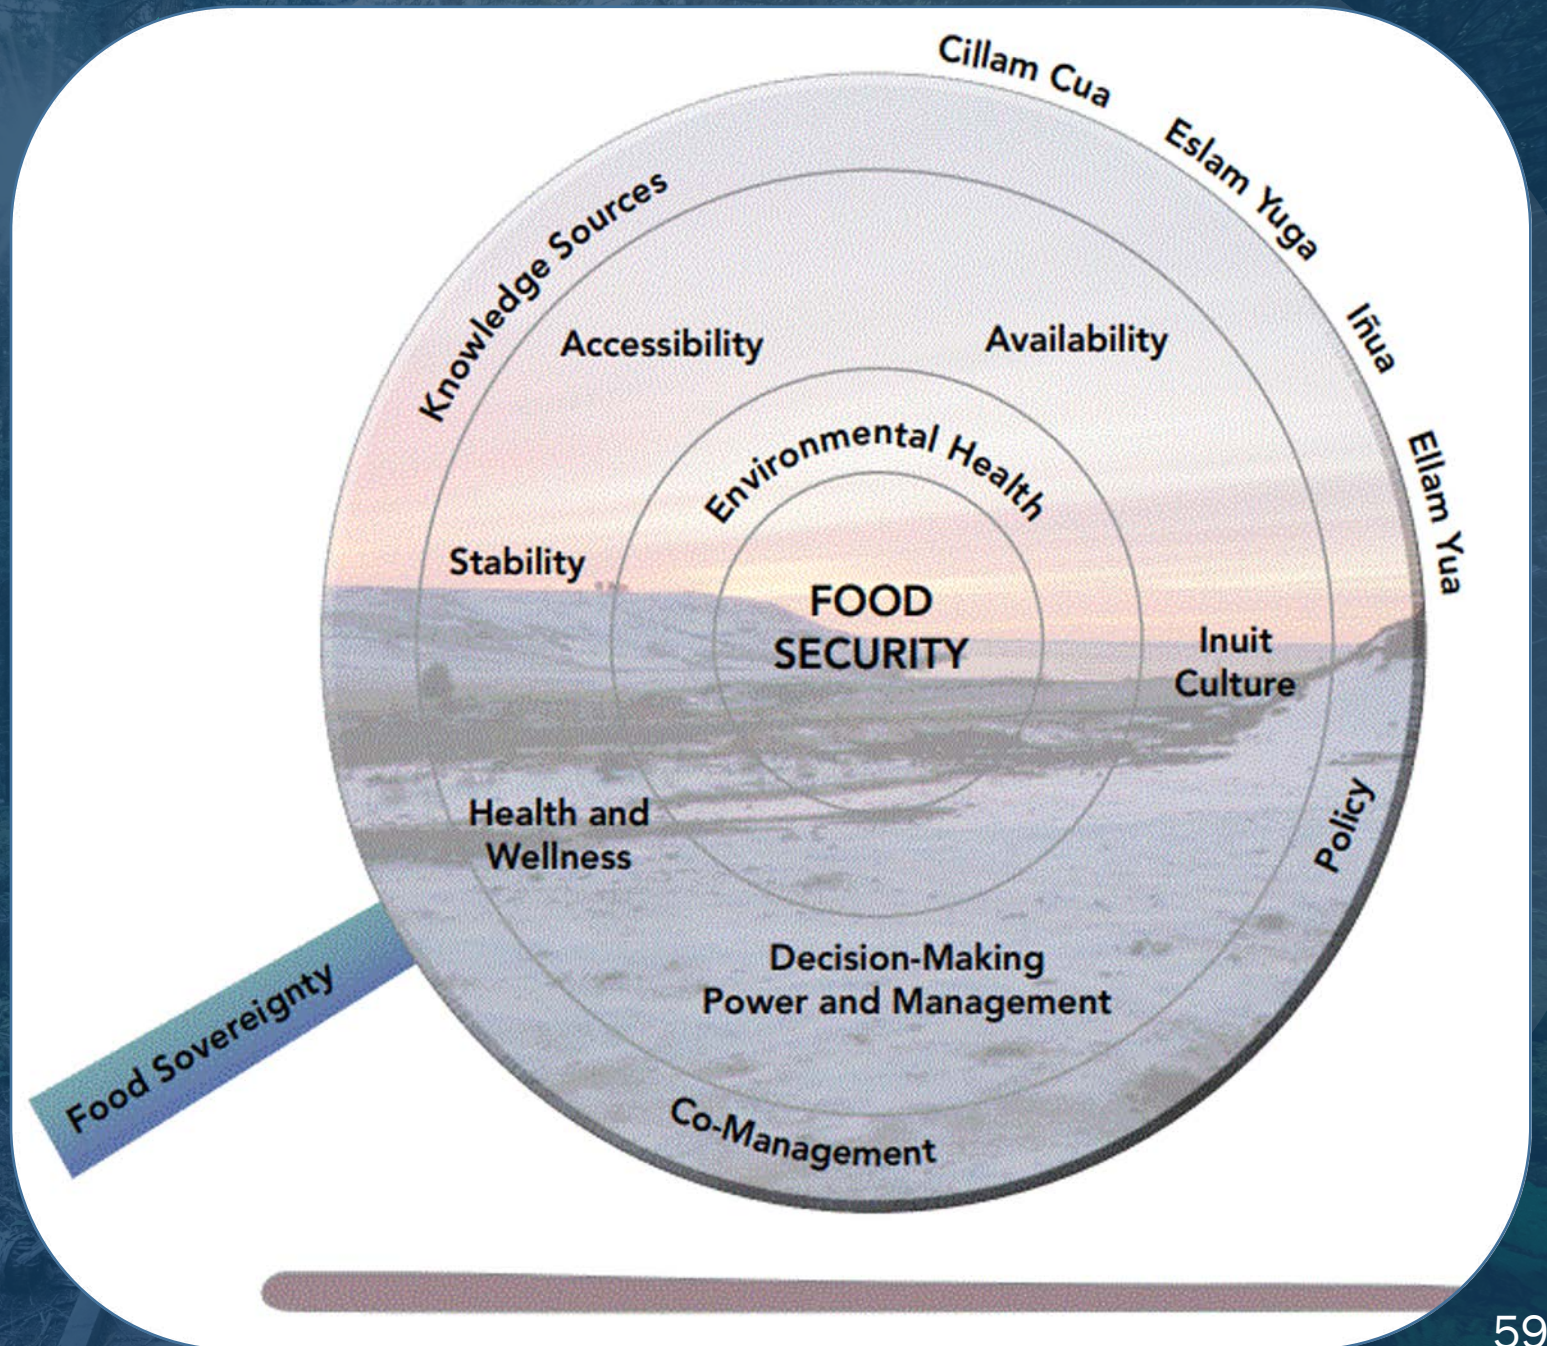 Cillam Cua
Eslam Yuga
Iñua
Ellam Yua
Knowledge Sources
Accessibility
Availability
Environmental Health
Stability
FOOD
SECURITY
Inuit
Culture
Health and
Wellness
Policy
Decision-Making
Power and Management
Food Sovereignty
Co-Management
59